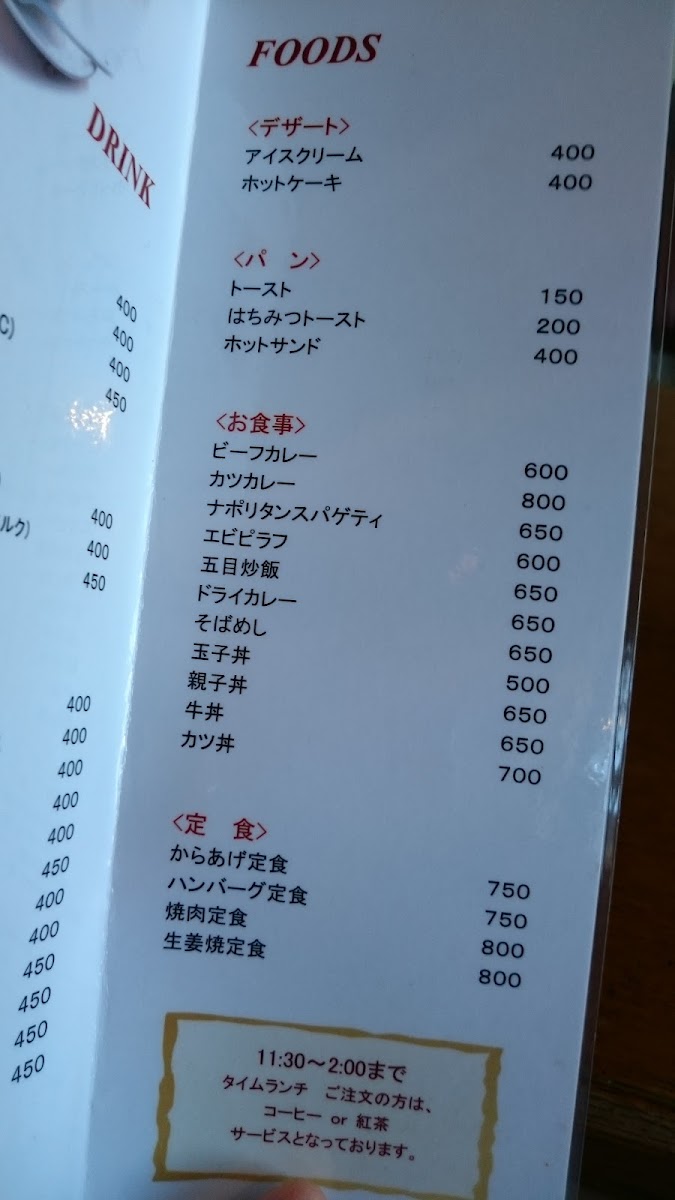 DRINK
C)
400
400
400
450
ルク)
400
400
450
400
400
400
400
400
450
400
400
450
450
450
450
FOODS
<デザート>
アイスクリーム 400
ホットケーキ 400
<パ ン>
トースト 150
はちみつトースト 200
ホットサンド 400
<お食事>
ビーフカレー 600
カツカレー 800
ナポリタンスパゲティ 650
エビピラフ 600
五目炒飯 650
ドライカレー 650
そばめし 650
玉子丼 500
親子丼 650
牛丼 650
カツ丼 700
<定 食>
からあげ定食 750
ハンバーグ定食 750
焼肉定食 800
生姜焼定食 800
11:30～2:00まで
タイムランチ ご注文の方は、
コーヒー or 紅茶
サービスとなっております。